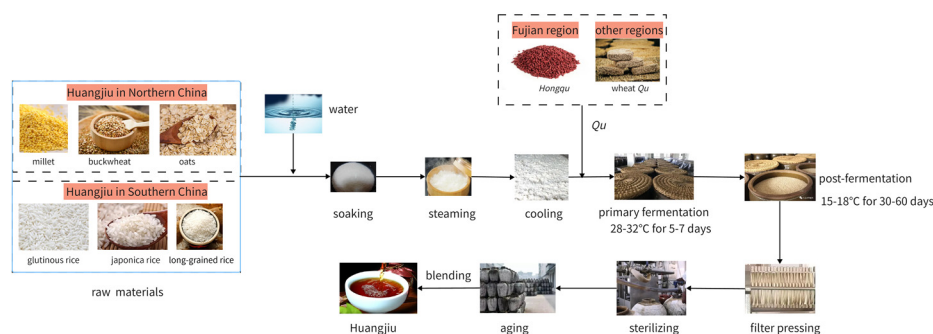 Fujian region
other regions
Hongqu
wheat Qu
Huangjiu in Northern China
millet
buckwheat
oats
water
Qu
Huangjiu in Southern China
glutinous rice
japonica rice
long-grained rice
raw materials
soaking
steaming
cooling
primary fermentation
28-32℃ for 5-7 days
post-fermentation
15-18℃ for 30-60 days
filter pressing
sterilizing
aging
blending
Huangjiu